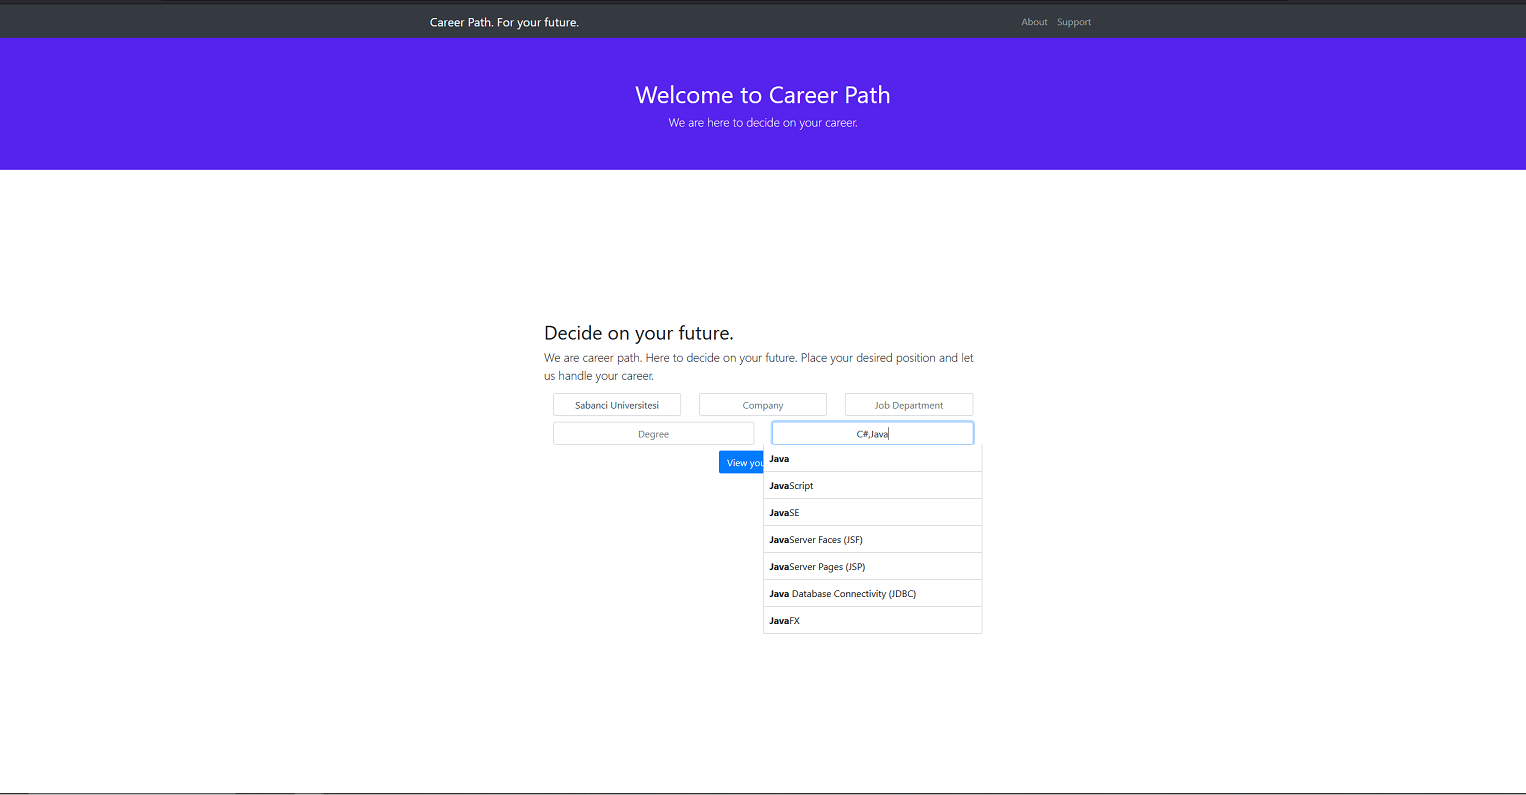 Career Path. For your future. About Support
Welcome to Career Path
We are here to decide on your career.
Decide on your future.
We are career path. Here to decide on your future. Place your desired position and let
us handle your career.
Sabanci Universitesi Company Job Department
Degree C#,Java
View you
Java
JavaScript
JavaSE
JavaServer Faces (JSF)
JavaServer Pages (JSP)
Java Database Connectivity (JDBC)
JavaFX